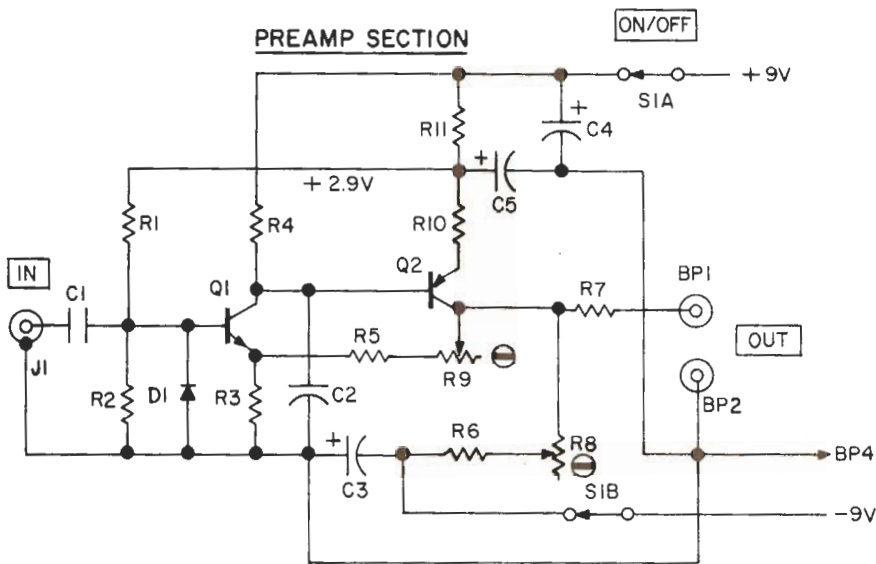 PREAMP SECTION
ON/OFF
+9V
S1A
R11
+
C4
+
C5
+2.9V
R1
R4
R10
Q2
IN
C1
Q1
R7
BP1
R5
OUT
J1
R9
R2
D1
R3
C2
BP2
R6
R8
+
C3
BP4
S1B
-9V